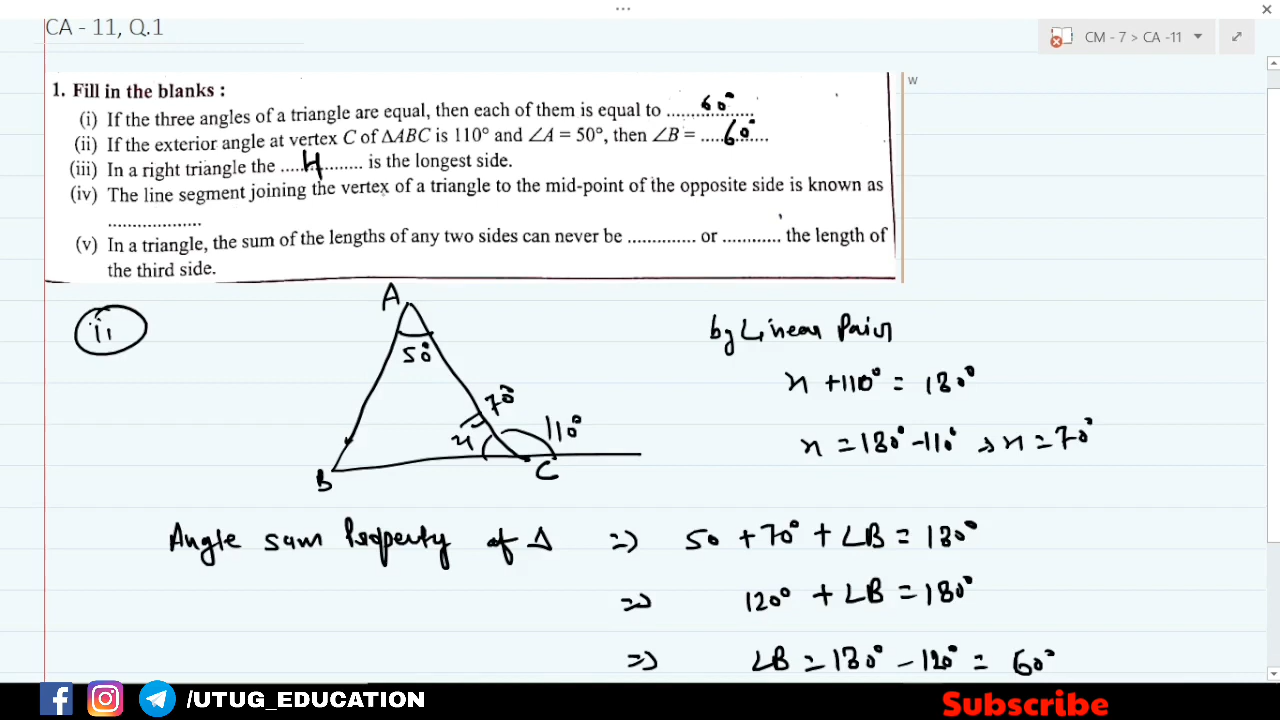 CA - 11, Q.1
CM - 7 > CA -11
w
1. Fill in the blanks :
(i) If the three angles of a triangle are equal, then each of them is equal to ....60°....
(ii) If the exterior angle at vertex C of ΔABC is 110° and ∠A = 50°, then ∠B = ....60°....
(iii) In a right triangle the ....H.... is the longest side.
(iv) The line segment joining the vertex of a triangle to the mid-point of the opposite side is known as
...................
(v) In a triangle, the sum of the lengths of any two sides can never be .............. or ............ the length of
the third side.
ii
A
50°
70°
x
110°
B
C
by Linear Pair
x + 110° = 180°
x = 180° - 110° ⇒ x = 70°
Angle sum Property of Δ ⇒ 50 + 70° + ∠B = 180°
⇒ 120° + ∠B = 180°
⇒ ∠B = 180° - 120° = 60°
/UTUG_EDUCATION
Subscribe